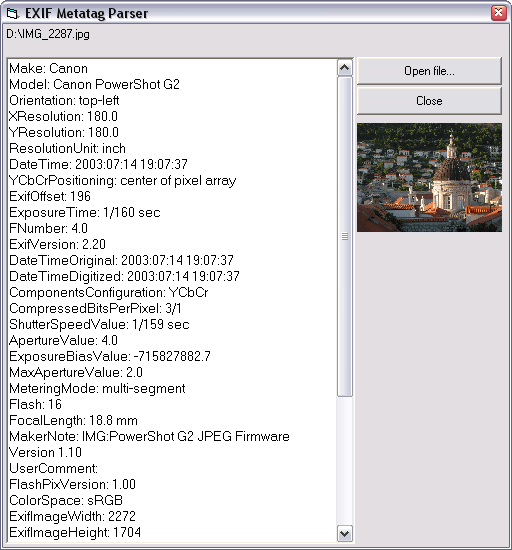 EXIF Metatag Parser
D:\IMG_2287.jpg
Make: Canon
Model: Canon PowerShot G2
Orientation: top-left
XResolution: 180.0
YResolution: 180.0
ResolutionUnit: inch
DateTime: 2003:07:14 19:07:37
YCbCrPositioning: center of pixel array
ExifOffset: 196
ExposureTime: 1/160 sec
FNumber: 4.0
ExifVersion: 2.20
DateTimeOriginal: 2003:07:14 19:07:37
DateTimeDigitized: 2003:07:14 19:07:37
ComponentsConfiguration: YCbCr
CompressedBitsPerPixel: 3/1
ShutterSpeedValue: 1/159 sec
ApertureValue: 4.0
ExposureBiasValue: -715827882.7
MaxApertureValue: 2.0
MeteringMode: multi-segment
Flash: 16
FocalLength: 18.8 mm
MakerNote: IMG:PowerShot G2 JPEG Firmware
Version 1.10
UserComment:
FlashPixVersion: 1.00
ColorSpace: sRGB
ExifImageWidth: 2272
ExifImageHeight: 1704
Open file...
Close